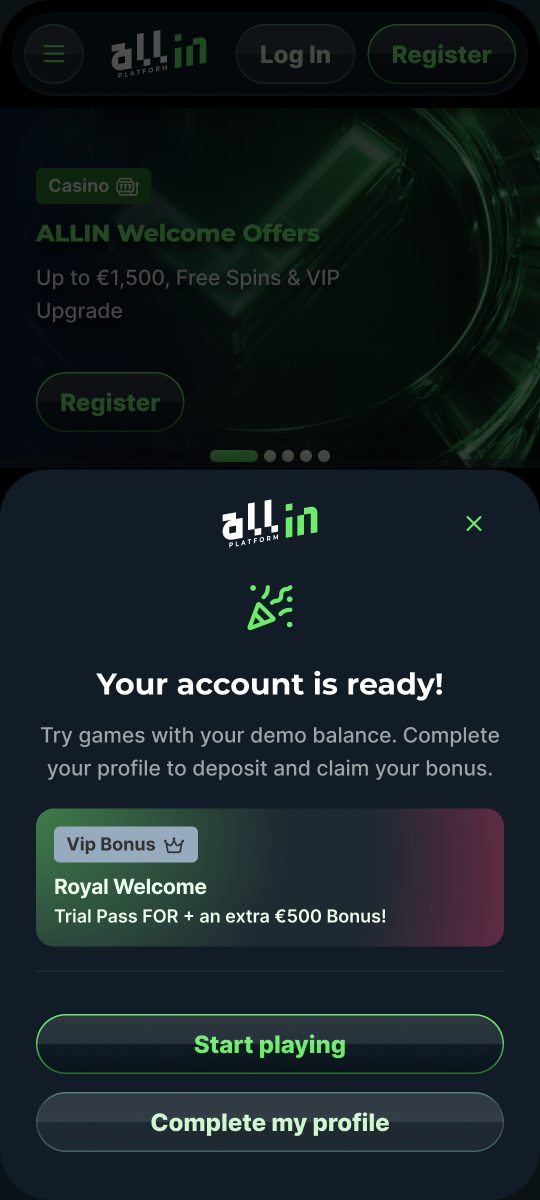 all in
PLATFORM
Log In
Register
Casino
ALLIN Welcome Offers
Up to €1,500, Free Spins & VIP
Upgrade
Register
all in
PLATFORM
Your account is ready!
Try games with your demo balance. Complete
your profile to deposit and claim your bonus.
Vip Bonus
Royal Welcome
Trial Pass FOR + an extra €500 Bonus!
Start playing
Complete my profile